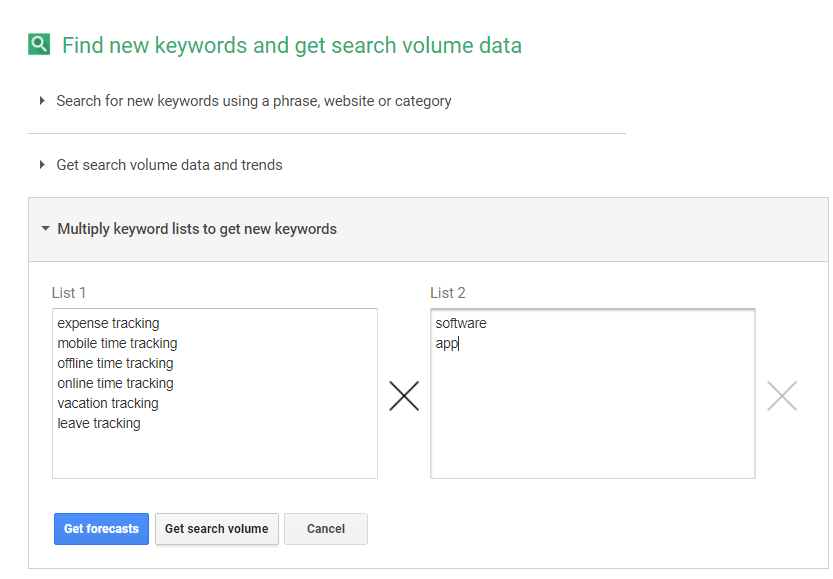 Find new keywords and get search volume data
Search for new keywords using a phrase, website or category
Get search volume data and trends
Multiply keyword lists to get new keywords
List 1
expense tracking
mobile time tracking
offline time tracking
online time tracking
vacation tracking
leave tracking
List 2
software
app
Get forecasts
Get search volume
Cancel